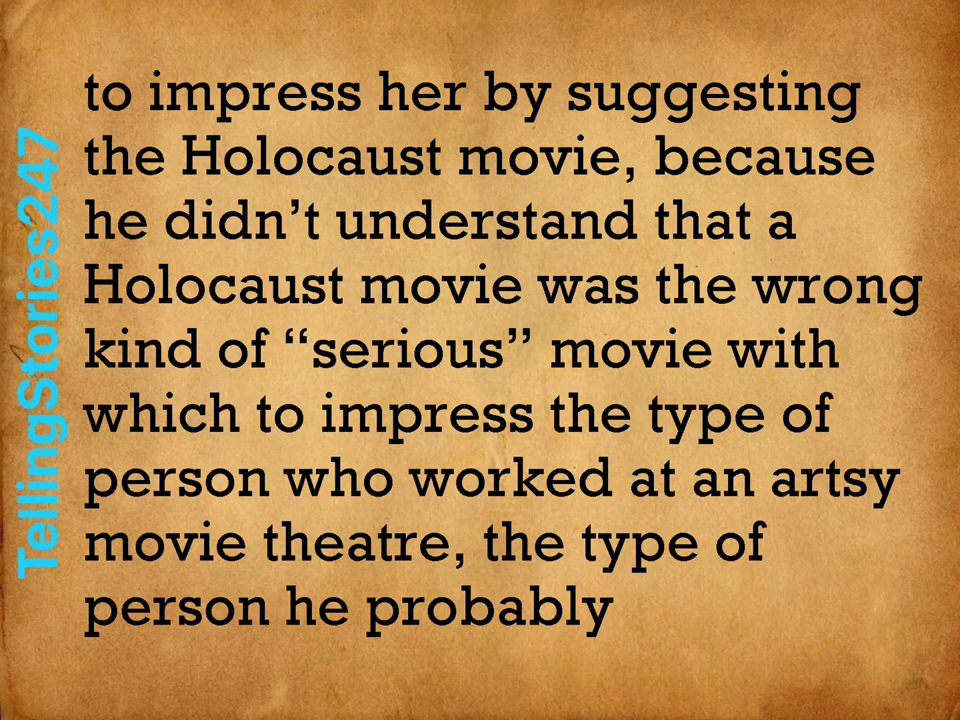 to impress her by suggesting
the Holocaust movie, because
he didn’t understand that a
Holocaust movie was the wrong
kind of “serious” movie with
which to impress the type of
person who worked at an artsy
movie theatre, the type of
person he probably
TellingStories247